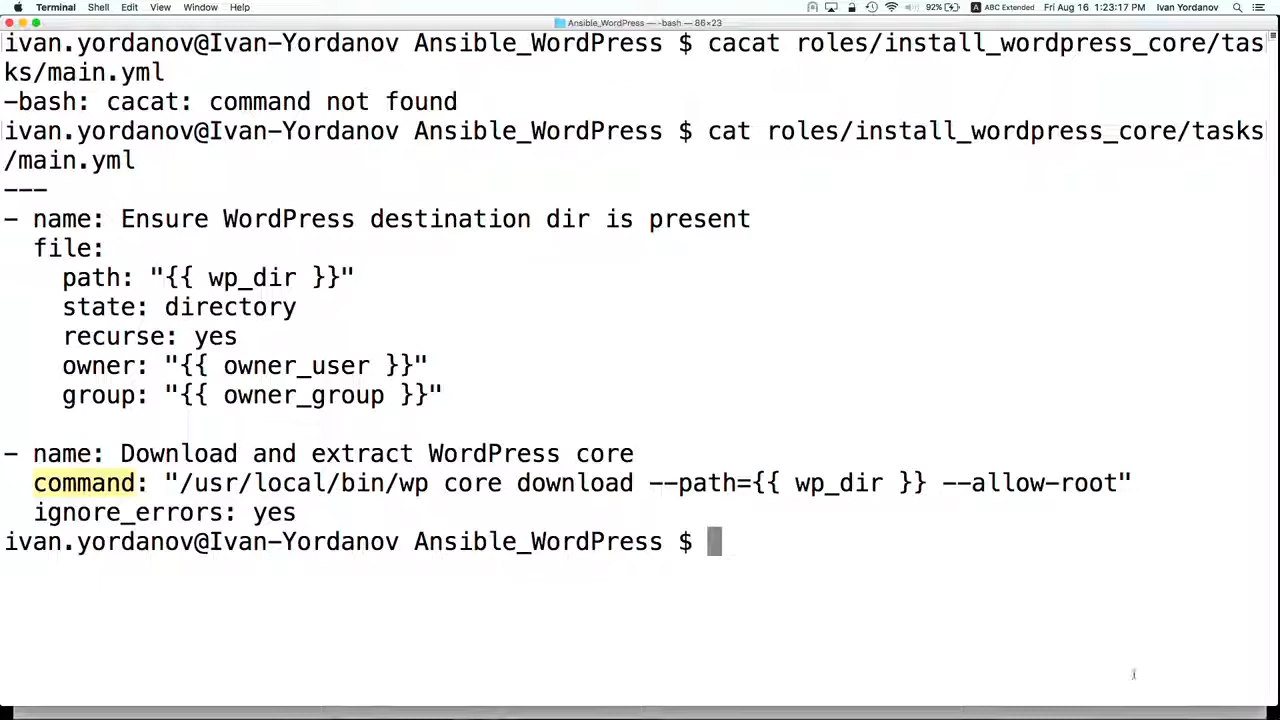 Terminal Shell Edit View Window Help 92% A ABC Extended Fri Aug 16 1:23:17 PM Ivan Yordanov
Ansible_WordPress — -bash — 86×23
ivan.yordanov@Ivan-Yordanov Ansible_WordPress $ cacat roles/install_wordpress_core/tas
ks/main.yml
-bash: cacat: command not found
ivan.yordanov@Ivan-Yordanov Ansible_WordPress $ cat roles/install_wordpress_core/tasks
/main.yml
---
- name: Ensure WordPress destination dir is present
  file:
    path: "{{ wp_dir }}"
    state: directory
    recurse: yes
    owner: "{{ owner_user }}"
    group: "{{ owner_group }}"
- name: Download and extract WordPress core
  command: "/usr/local/bin/wp core download --path={{ wp_dir }} --allow-root"
  ignore_errors: yes
ivan.yordanov@Ivan-Yordanov Ansible_WordPress $